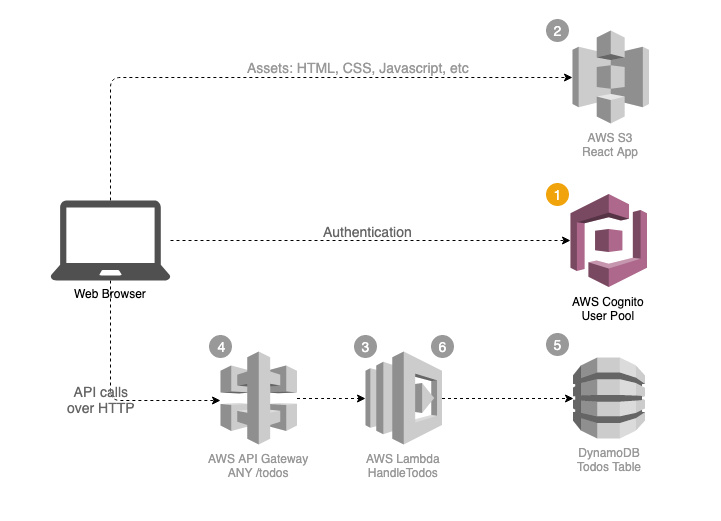 2
Assets: HTML, CSS, Javascript, etc
AWS S3
React App
1
Authentication
Web Browser
AWS Cognito
User Pool
4
3
6
5
API calls
over HTTP
AWS API Gateway
ANY /todos
AWS Lambda
HandleTodos
DynamoDB
Todos Table